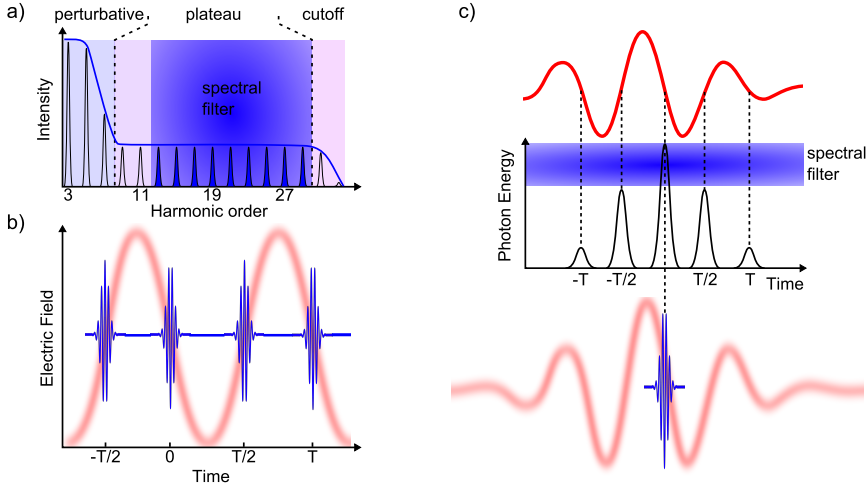 a)
perturbative
plateau
cutoff
Intensity
spectral
filter
3
11
19
27
Harmonic order
b)
Electric Field
-T/2
0
T/2
T
Time
c)
Photon Energy
spectral
filter
-T
-T/2
T/2
T
Time